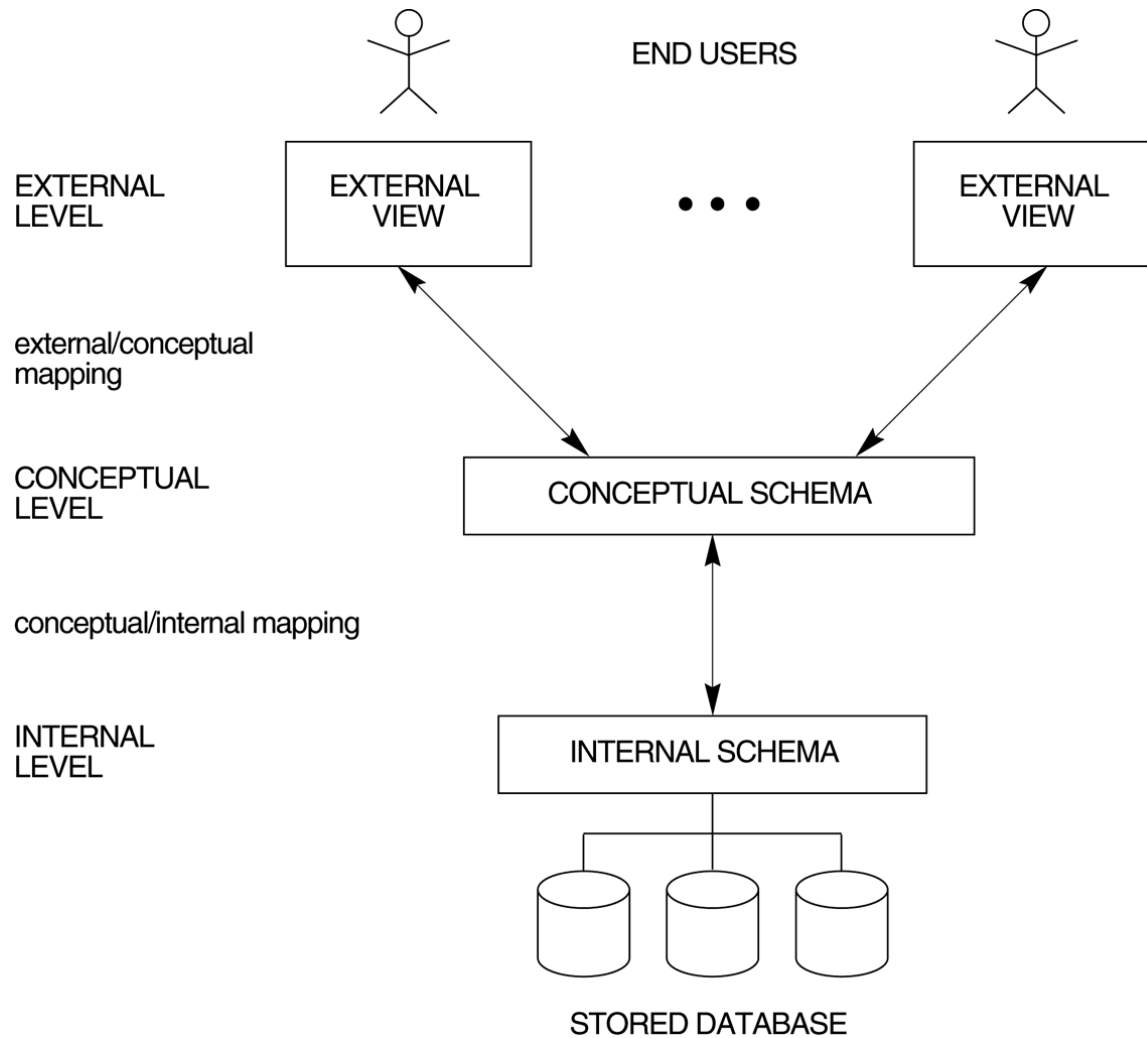 END USERS
EXTERNAL
LEVEL
EXTERNAL
VIEW
• • •
EXTERNAL
VIEW
external/conceptual
mapping
CONCEPTUAL
LEVEL
CONCEPTUAL SCHEMA
conceptual/internal mapping
INTERNAL
LEVEL
INTERNAL SCHEMA
STORED DATABASE